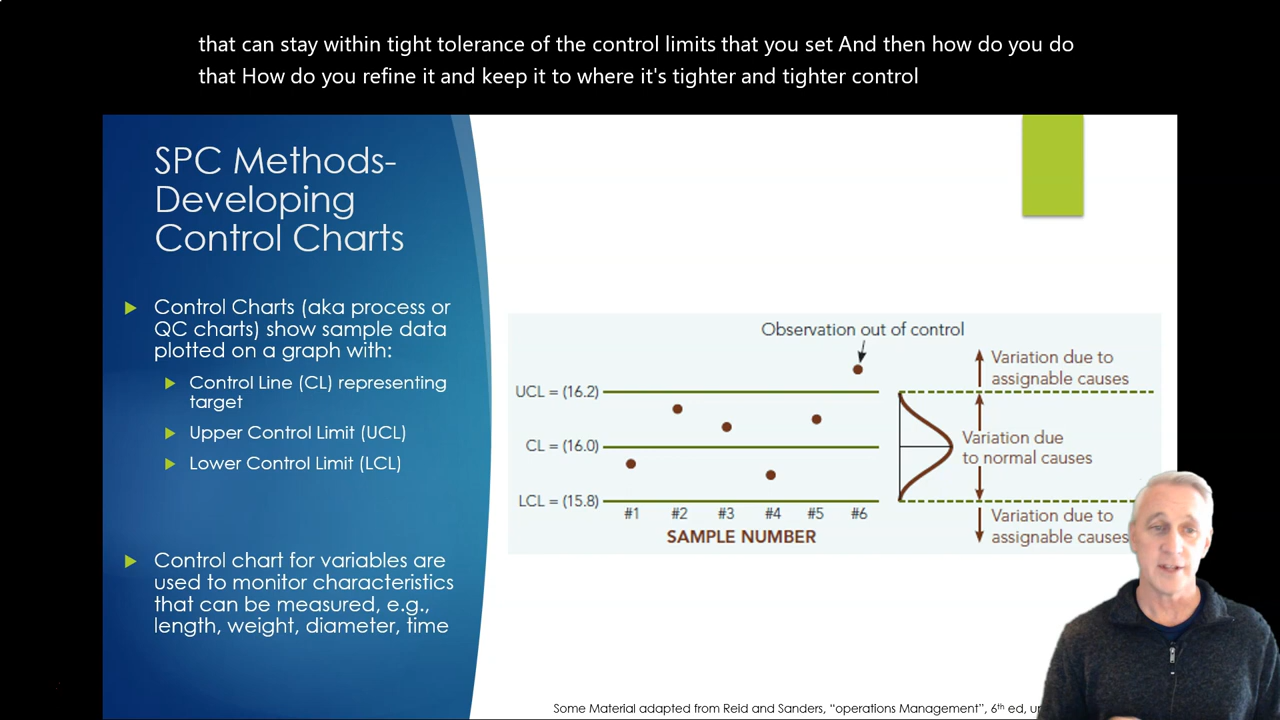 that can stay within tight tolerance of the control limits that you set And then how do you do
that How do you refine it and keep it to where it's tighter and tighter control
SPC Methods-
Developing
Control Charts
Control Charts (aka process or
QC charts) show sample data
plotted on a graph with:
Control Line (CL) representing
target
Upper Control Limit (UCL)
Lower Control Limit (LCL)
Control chart for variables are
used to monitor characteristics
that can be measured, e.g.,
length, weight, diameter, time
Observation out of control
UCL = (16.2)
CL = (16.0)
LCL = (15.8)
#1 #2 #3 #4 #5 #6
SAMPLE NUMBER
Variation due to
assignable causes
Variation due
to normal causes
Variation due to
assignable causes
Some Material adapted from Reid and Sanders, “operations Management”, 6th ed,